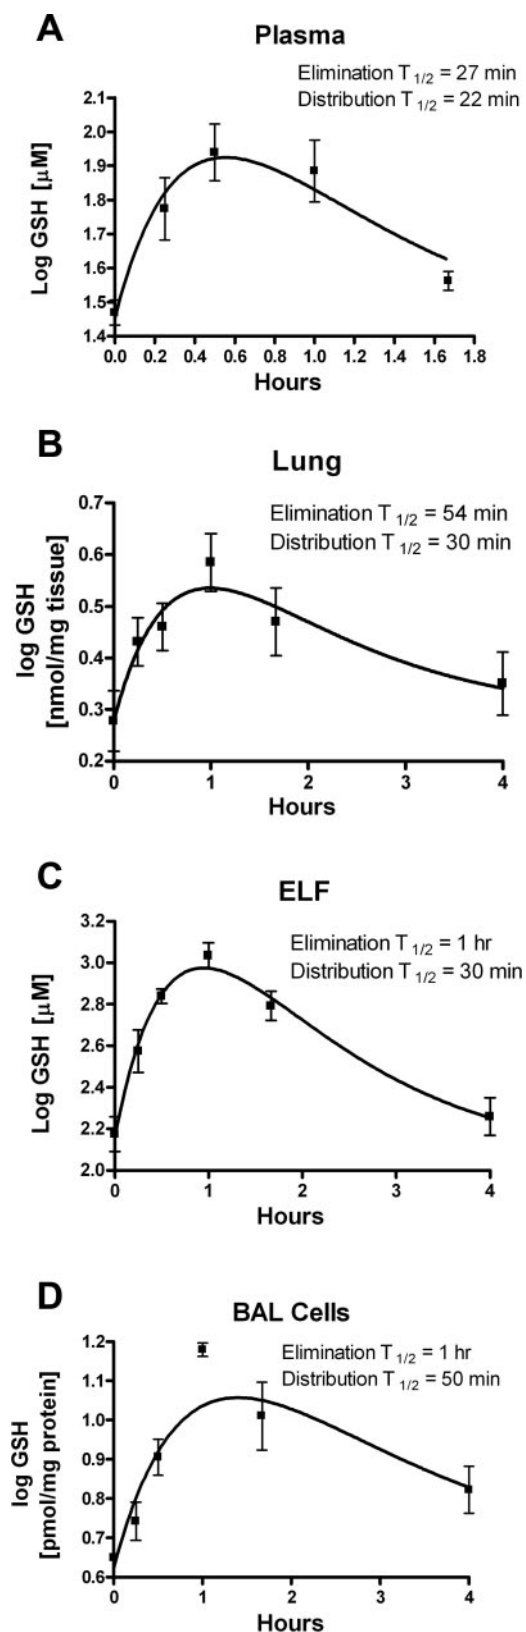 A
Plasma
Elimination T 1/2 = 27 min
Distribution T 1/2 = 22 min
Log GSH [µM]
2.1
2.0
1.9
1.8
1.7
1.6
1.5
1.4
0.0 0.2 0.4 0.6 0.8 1.0 1.2 1.4 1.6 1.8
Hours
B
Lung
Elimination T 1/2 = 54 min
Distribution T 1/2 = 30 min
log GSH
[nmol/mg tissue]
0.7
0.6
0.5
0.4
0.3
0.2
0 1 2 3 4
Hours
C
ELF
Elimination T 1/2 = 1 hr
Distribution T 1/2 = 30 min
Log GSH [µM]
3.2
3.0
2.8
2.6
2.4
2.2
2.0
0 1 2 3 4
Hours
D
BAL Cells
Elimination T 1/2 = 1 hr
Distribution T 1/2 = 50 min
log GSH
[pmol/mg protein]
1.2
1.1
1.0
0.9
0.8
0.7
0.6
0 1 2 3 4
Hours